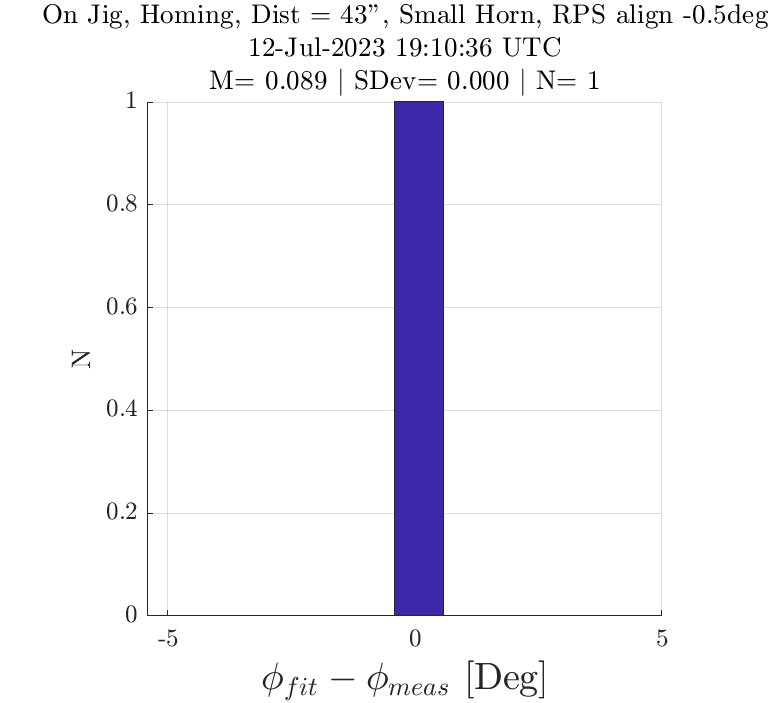 On Jig, Homing, Dist = 43”, Small Horn, RPS align -0.5deg
12-Jul-2023 19:10:36 UTC
M= 0.089 | SDev= 0.000 | N= 1
1
0.8
0.6
0.4
0.2
0
N
-5 0 5
ϕ_fit − ϕ_meas [Deg]